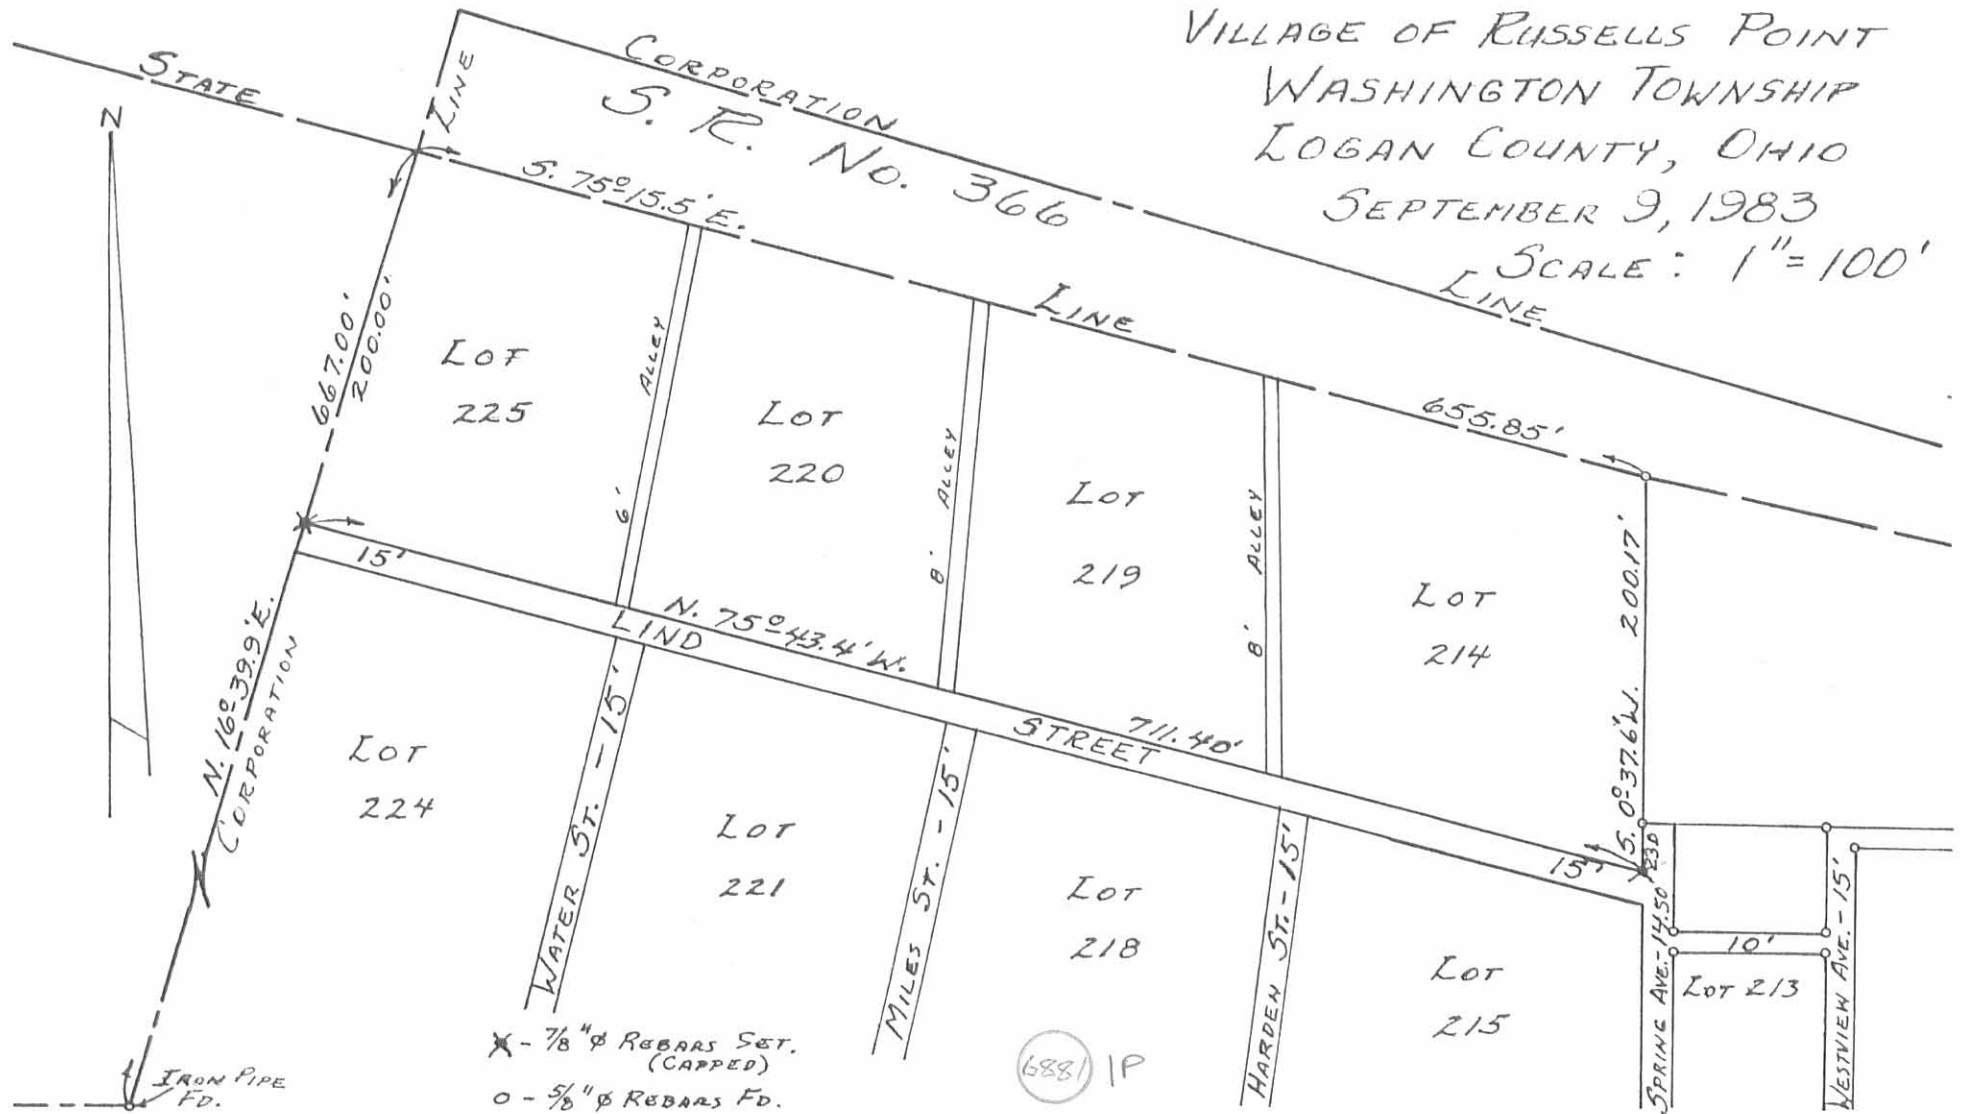 VILLAGE OF RUSSELLS POINT
WASHINGTON TOWNSHIP
LOGAN COUNTY, OHIO
SEPTEMBER 9, 1983
SCALE: 1"=100'
STATE
LINE
CORPORATION
LINE
S. R. No. 366
N
S. 75°-15.5' E.
LINE
655.85'
667.00'
200.00'
LOT
225
6' ALLEY
LOT
220
8' ALLEY
LOT
219
8' ALLEY
LOT
214
S. 0°-37.6' W. 200.17'
15'
N. 75°-43.4' W.
711.40'
LIND STREET
15'
N. 16°-39.9' E.
CORPORATION
LOT
224
WATER ST. - 15'
LOT
221
MILES ST. - 15'
LOT
218
HARDEN ST. - 15'
LOT
215
SPRING AVE. - 14.50'
10'
LOT 213
WESTVIEW AVE. - 15'
IRON PIPE
FD.
X - 7/8"φ REBARS SET.
(CAPPED)
o - 5/8"φ REBARS FD.
6881 1P